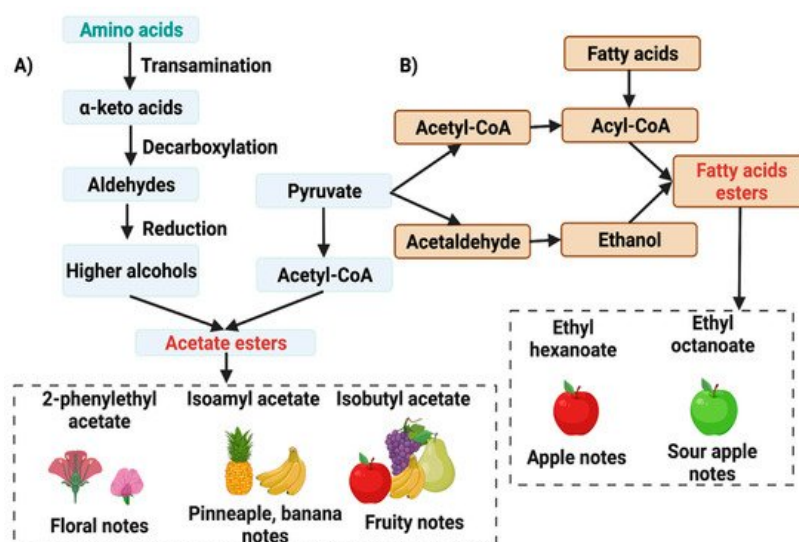 A)
Amino acids
Transamination
α-keto acids
Decarboxylation
Aldehydes
Reduction
Higher alcohols
Pyruvate
Acetyl-CoA
Acetate esters
2-phenylethyl
acetate
Floral notes
Isoamyl acetate
Pinneaple, banana
notes
Isobutyl acetate
Fruity notes
B)
Fatty acids
Acetyl-CoA
Acyl-CoA
Acetaldehyde
Ethanol
Fatty acids
esters
Ethyl
hexanoate
Apple notes
Ethyl
octanoate
Sour apple
notes